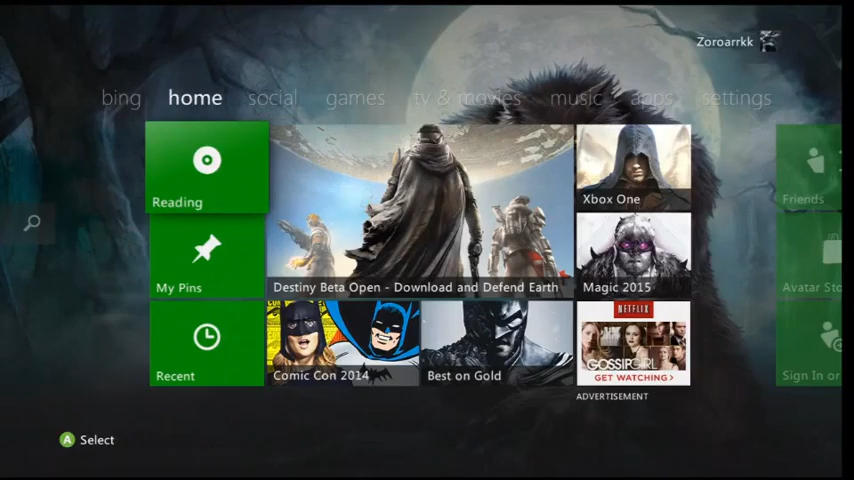 Zoroarrkk
bing home social games tv & movies music apps settings
Reading
Xbox One
Friends
My Pins
Destiny Beta Open - Download and Defend Earth
Magic 2015
Avatar Sto
Recent
Comic Con 2014
Best on Gold
NETFLIX
GOSSIPGIRL
GET WATCHING>
Sign In or
ADVERTISEMENT
A Select